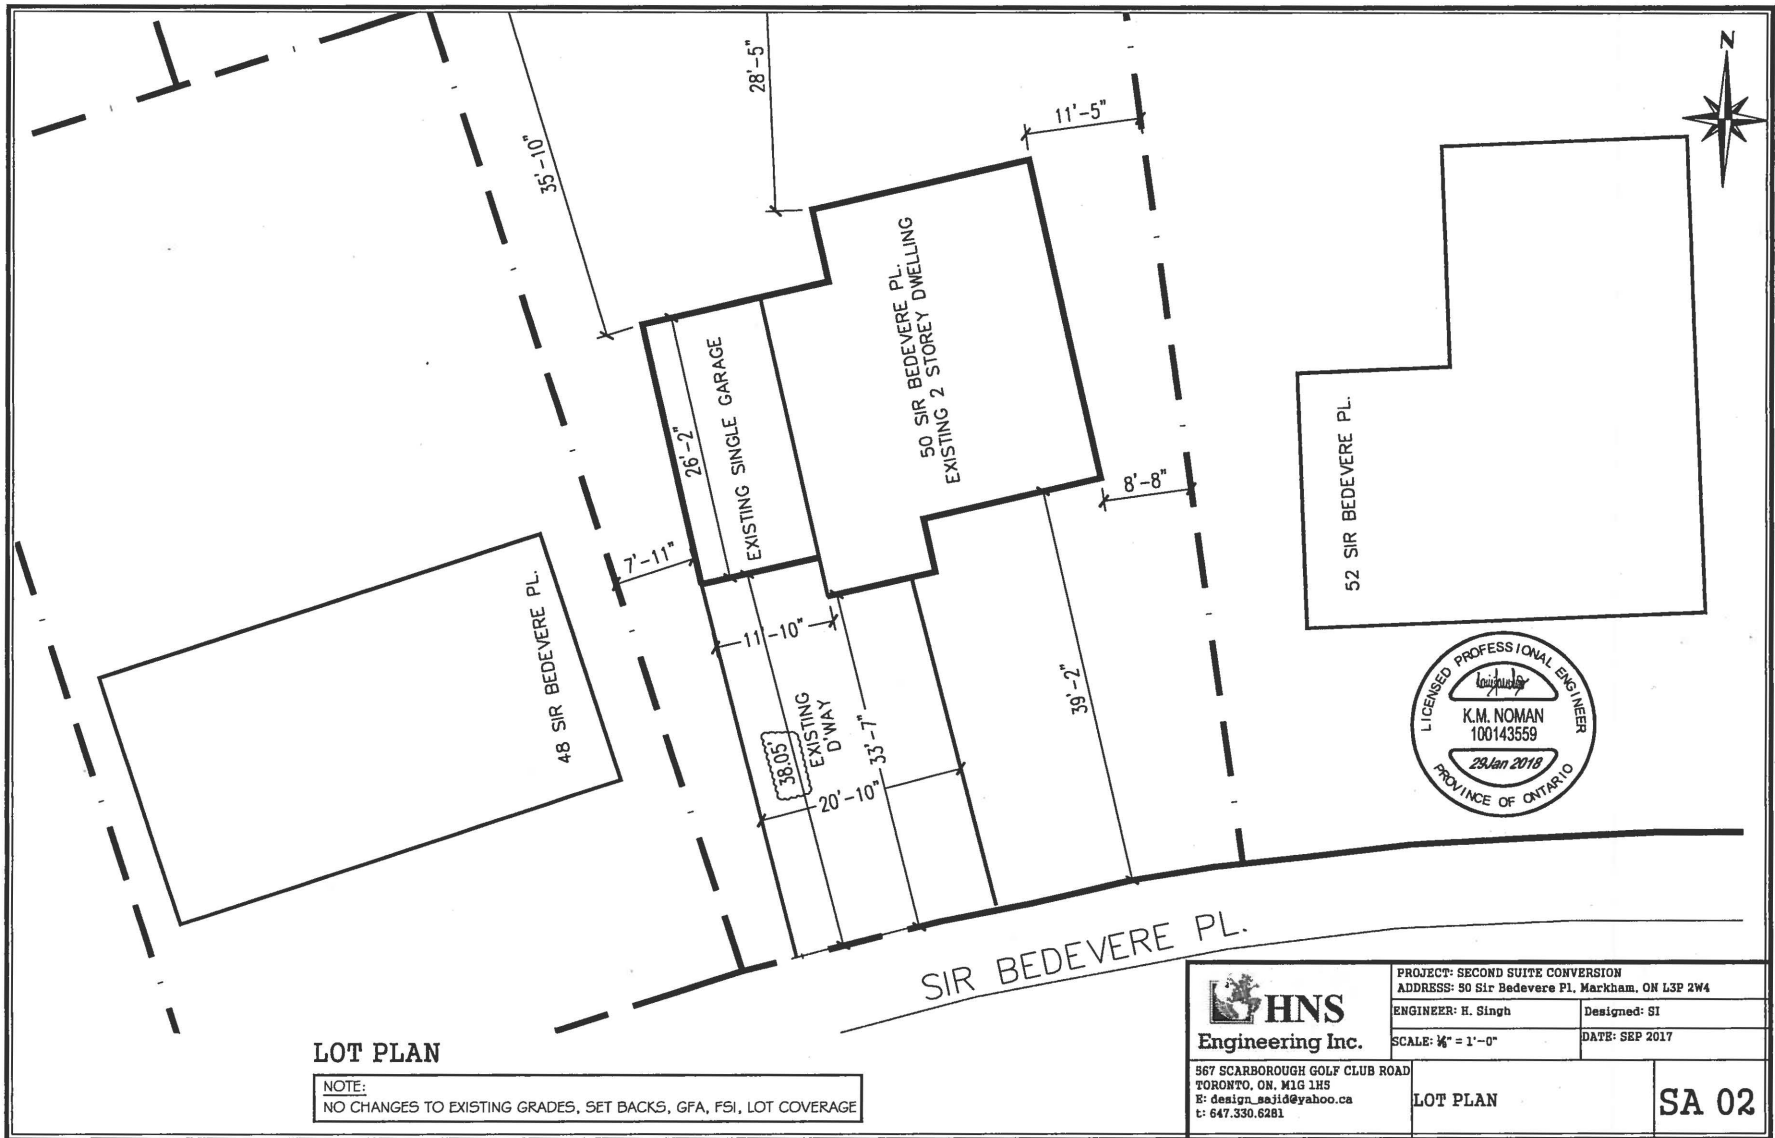 28'-5"
11'-5"
N
35'-10"
50 SIR BEDEVERE PL.
EXISTING 2 STOREY DWELLING
EXISTING SINGLE GARAGE
26'-2"
8'-8"
7'-11"
52 SIR BEDEVERE PL.
48 SIR BEDEVERE PL.
11'-10"
39'-2"
38.05'
EXISTING
D'WAY
33'-7"
20'-10"
LICENSED PROFESSIONAL ENGINEER
K.M. NOMAN
100143559
29Jan 2018
PROVINCE OF ONTARIO
SIR BEDEVERE PL.
LOT PLAN
NOTE:
NO CHANGES TO EXISTING GRADES, SET BACKS, GFA, FSI, LOT COVERAGE
HNS
Engineering Inc.
567 SCARBOROUGH GOLF CLUB ROAD
TORONTO, ON. M1G 1H5
E: design_sajid@yahoo.ca
t: 647.330.6281
PROJECT: SECOND SUITE CONVERSION
ADDRESS: 50 Sir Bedevere Pl, Markham, ON L3P 2W4
ENGINEER: H. Singh
Designed: SI
SCALE: = 1'-0"
DATE: SEP 2017
LOT PLAN
SA 02